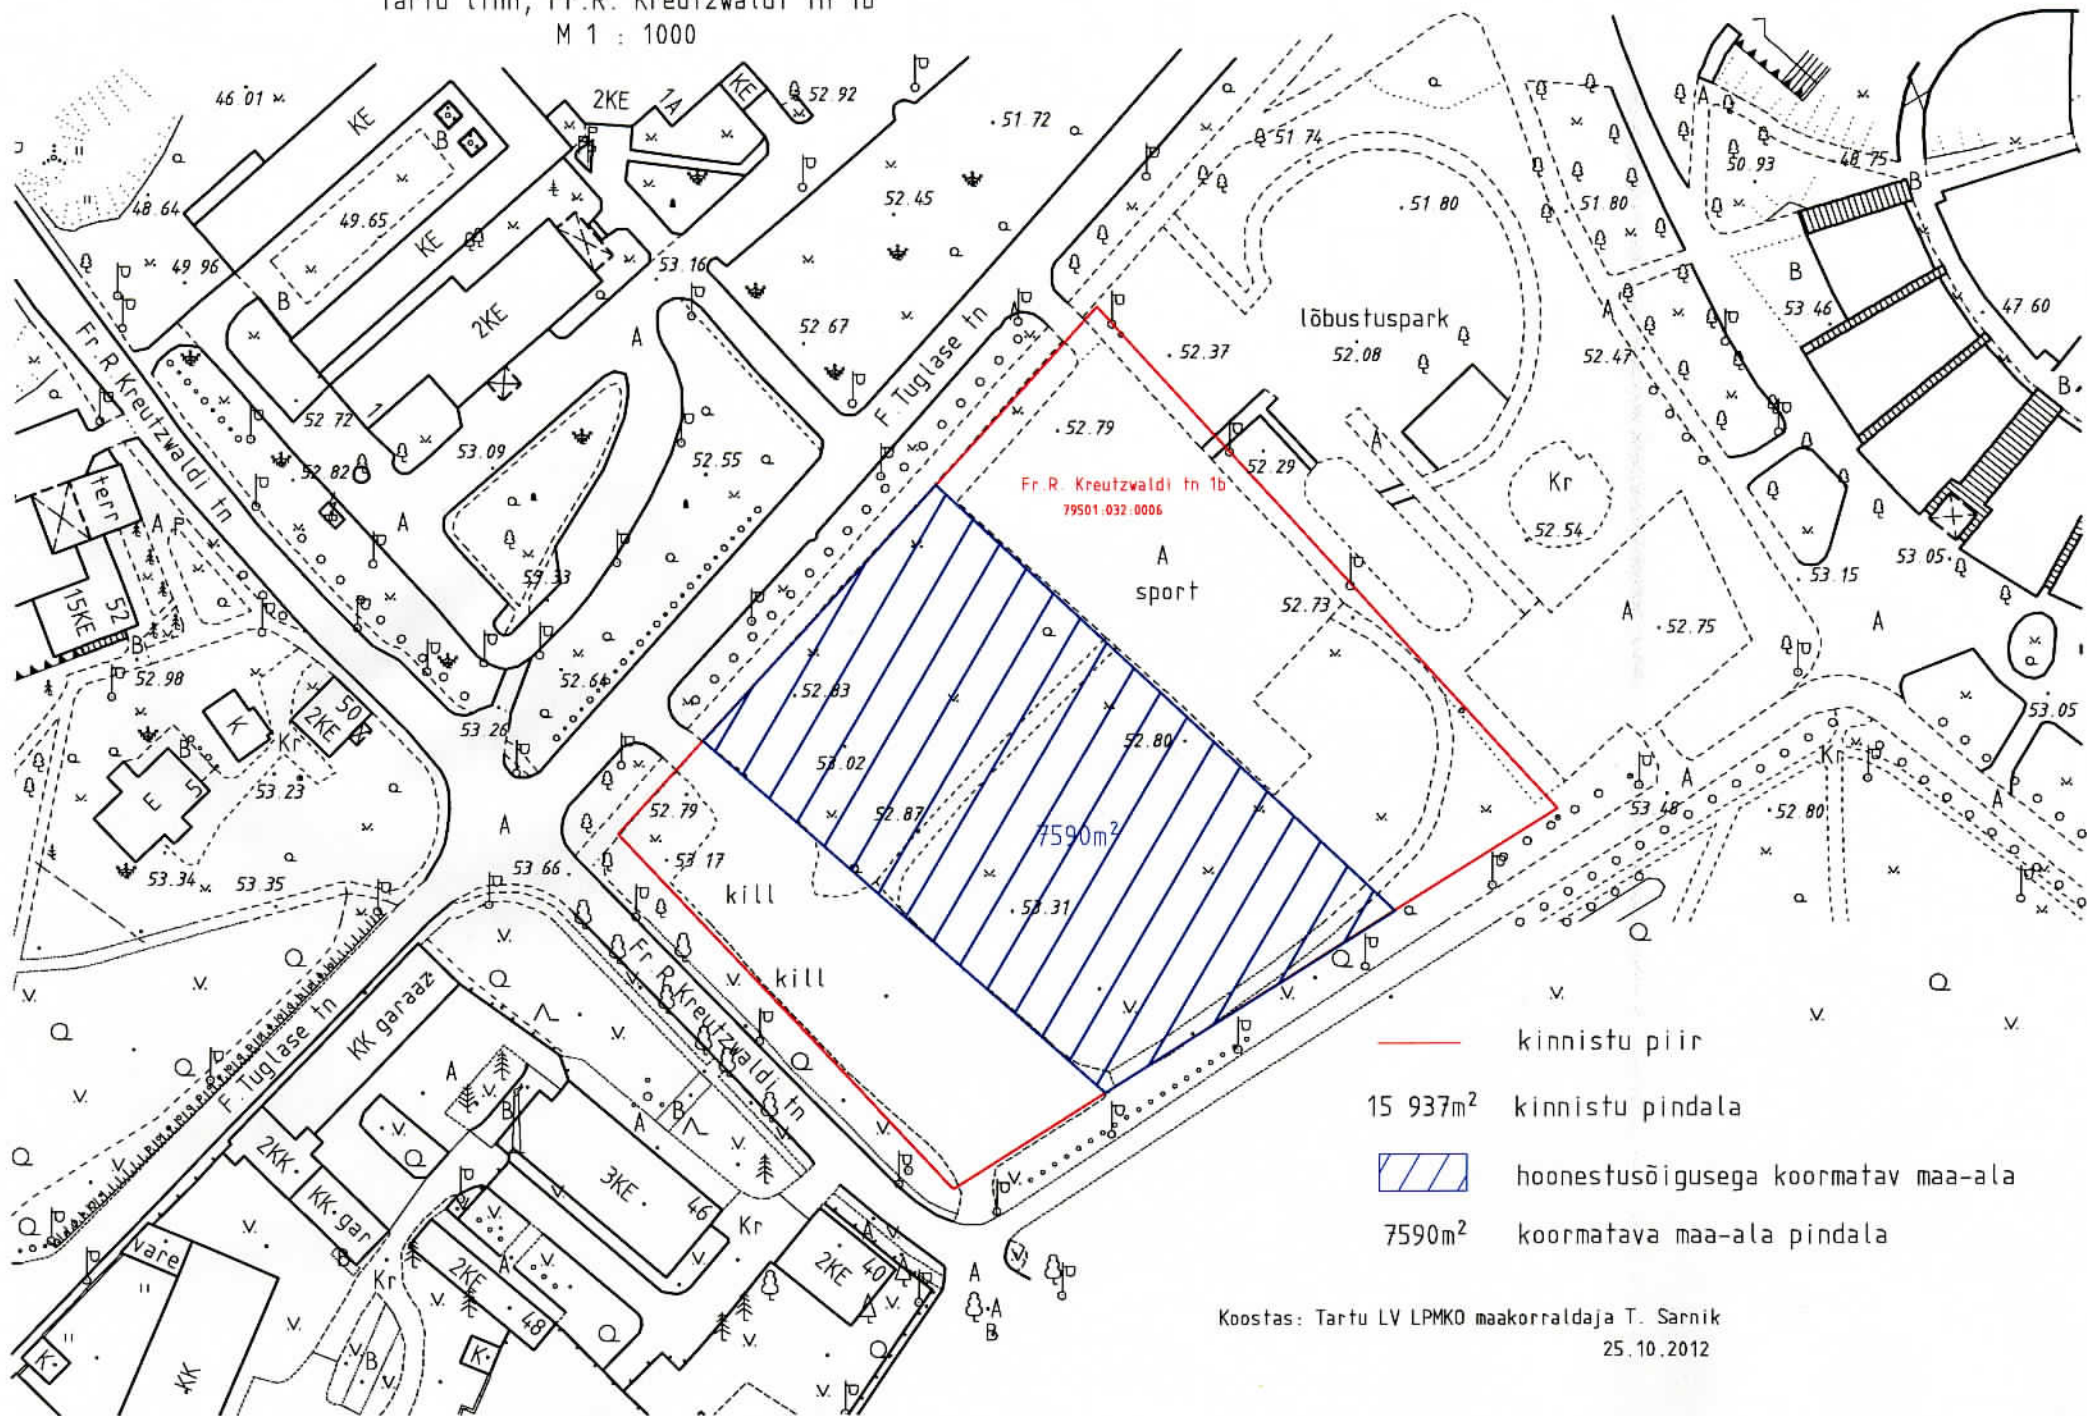 Tartu linn, Fr.R. Kreutzwaldi tn 1b
M 1 : 1000
46.01
KE
2KE
1A
KE
52.92
51.72
51.74
50.93
48.75
B
B
48.64
49.65
KE
52.45
51.80
51.80
A
49.96
B
53.16
B
53.46
47.60
Fr.R.Kreutzwaldi tn
2KE
A
52.67
F. Tuglase tn
A
lõbustuspark
52.08
52.37
52.47
A
B
52.72
1
53.09
52.55
52.79
52.29
A
Kr
52.54
52.82
A
terr
A
Fr.R. Kreutzwaldi tn 1b
79501:032:0006
A
sport
53.33
52.73
53.15
53.05
15KE
52
B
52.98
A
52.75
A
52.64
52.83
53.26
50
2KE
K
Kr
B
E
51
53.23
53.02
52.80
53.05
Kr
A
A
52.79
52.87
7590m²
53.48
52.80
A
53.34
53.35
53.66
53.17
kill
53.31
kill
Fr.R.Kreutzwaldi tn
KK garaaz
F. Tuglase tn
A
B
A
B
kinnistu piir
15 937m² kinnistu pindala
2KK
KK gar
3KE
46
Kr
hoonestusõigusega koormatav maa-ala
7590m² koormatava maa-ala pindala
vare
B
Kr
2KE
A
48
2KE
40
A
A
A
B
K
KK
B
K
Koostas: Tartu LV LPMKO maakorraldaja T. Sarnik
25.10.2012